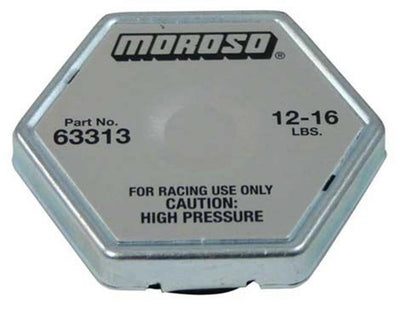 MOROSO®
Part No.
63313
12-16
LBS.
FOR RACING USE ONLY
CAUTION:
HIGH PRESSURE